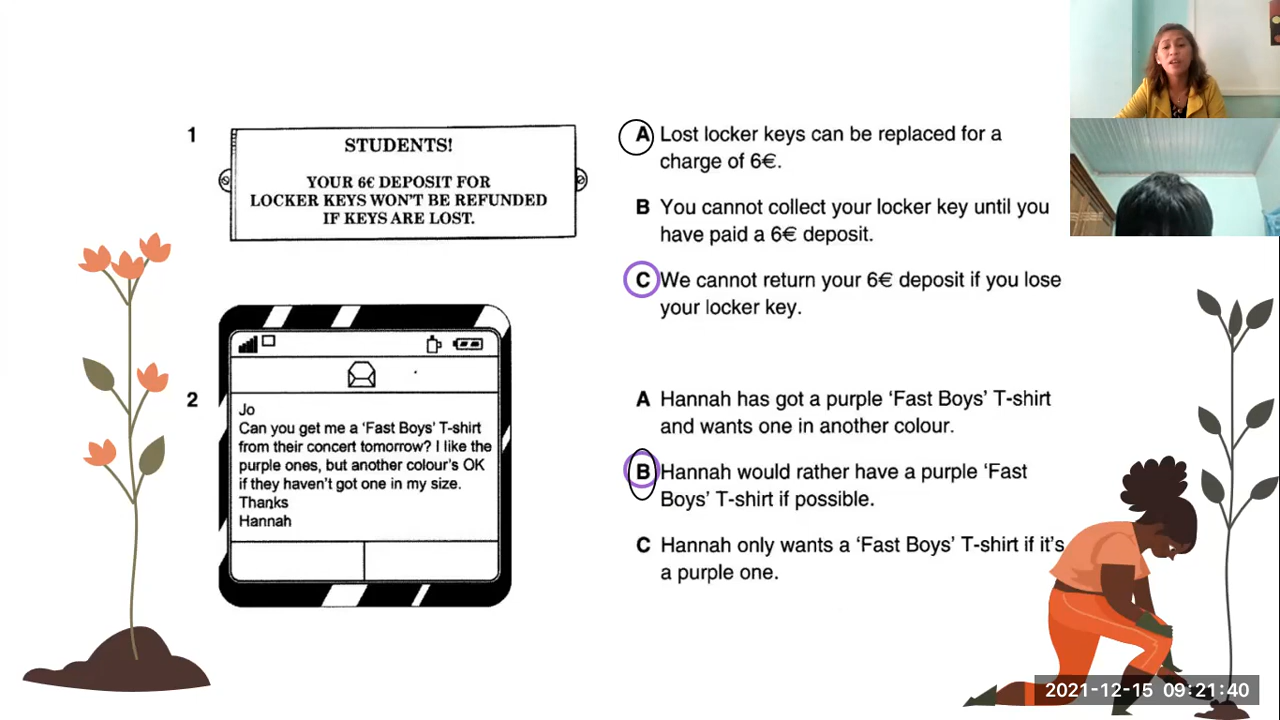 1
STUDENTS!
YOUR 6€ DEPOSIT FOR
LOCKER KEYS WON'T BE REFUNDED
IF KEYS ARE LOST.
A Lost locker keys can be replaced for a
charge of 6€.
B You cannot collect your locker key until you
have paid a 6€ deposit.
C We cannot return your 6€ deposit if you lose
your locker key.
2
Jo
Can you get me a ‘Fast Boys’ T-shirt
from their concert tomorrow? I like the
purple ones, but another colour's OK
if they haven't got one in my size.
Thanks
Hannah
A Hannah has got a purple ‘Fast Boys’ T-shirt
and wants one in another colour.
B Hannah would rather have a purple ‘Fast
Boys’ T-shirt if possible.
C Hannah only wants a ‘Fast Boys’ T-shirt if it's
a purple one.
2021-12-15 09:21:40